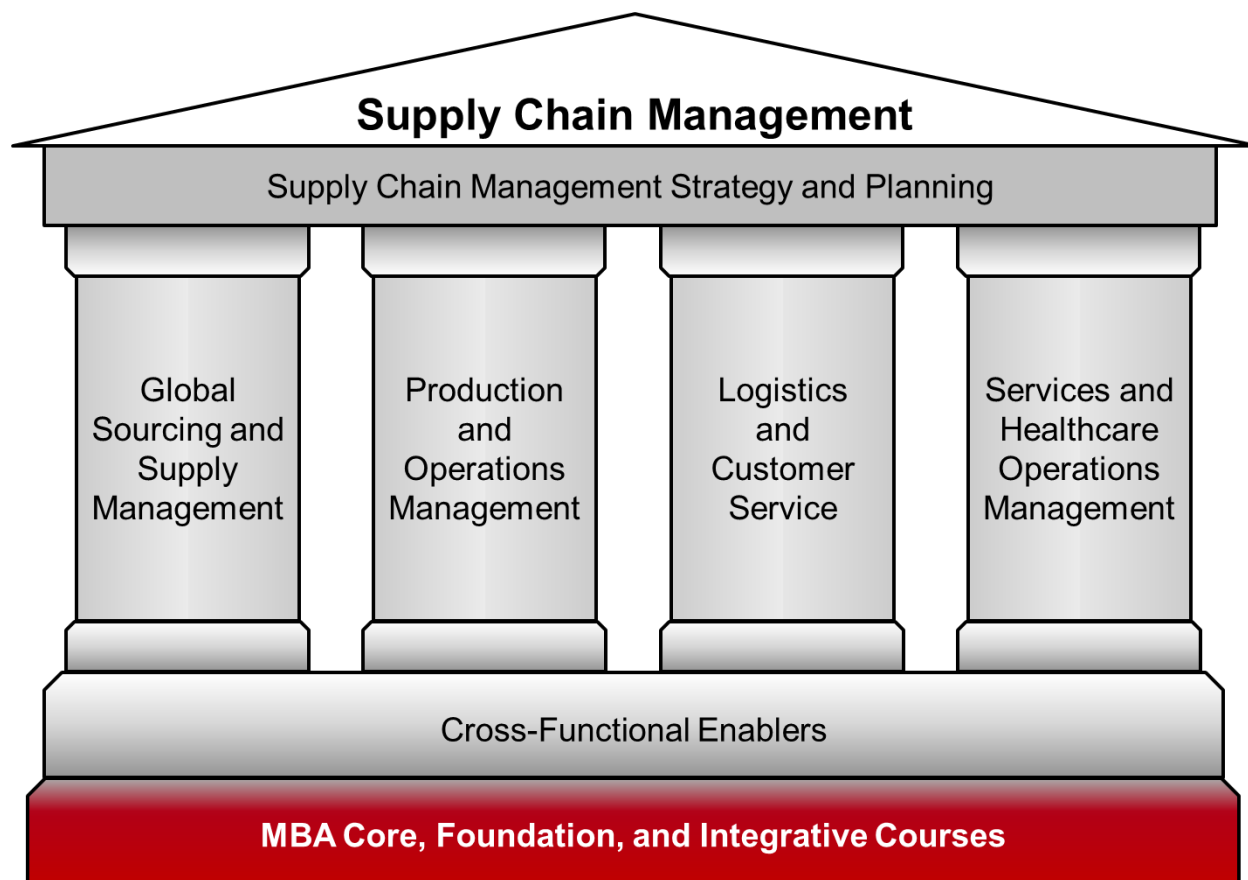 Supply Chain Management
Supply Chain Management Strategy and Planning
Global
Sourcing and
Supply
Management
Production
and
Operations
Management
Logistics
and
Customer
Service
Services and
Healthcare
Operations
Management
Cross-Functional Enablers
MBA Core, Foundation, and Integrative Courses